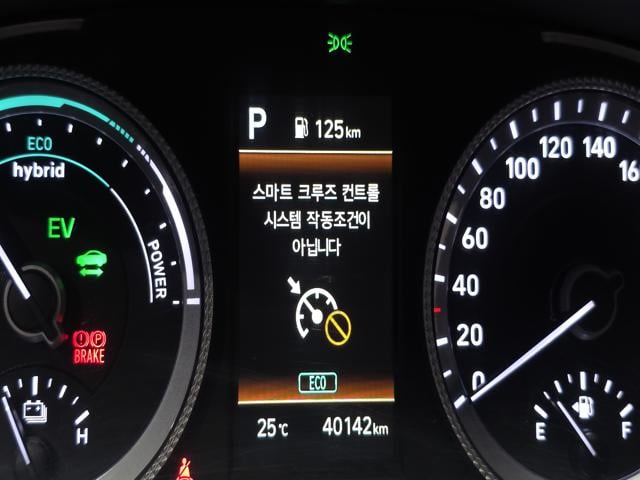 P 125km
스마트 크루즈 컨트롤
시스템 작동조건이
아닙니다
ECO
25℃ 40142km
ECO
hybrid
EV
POWER
BRAKE
H
0
20
40
60
80
100
120
140
E F